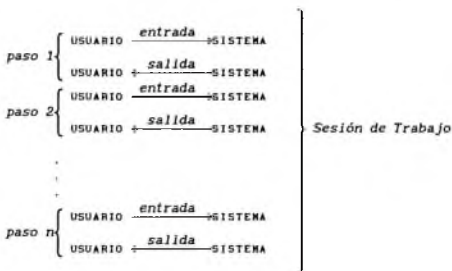 entrada
paso 1 USUARIO SISTEMA
salida
USUARIO SISTEMA
entrada
paso 2 USUARIO SISTEMA
salida
USUARIO SISTEMA
Sesión de Trabajo
entrada
paso n USUARIO SISTEMA
salida
USUARIO SISTEMA